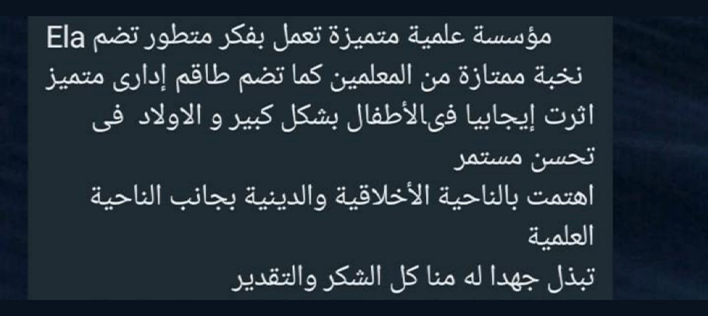 Ela مؤسسة علمية متميزة تعمل بفكر متطور تضم
نخبة ممتازة من المعلمين كما تضم طاقم إدارى متميز
اثرت إيجابيا فى الأطفال بشكل كبير و الاولاد فى
تحسن مستمر
اهتمت بالناحية الأخلاقية والدينية بجانب الناحية
العلمية
تبذل جهدا له منا كل الشكر والتقدير